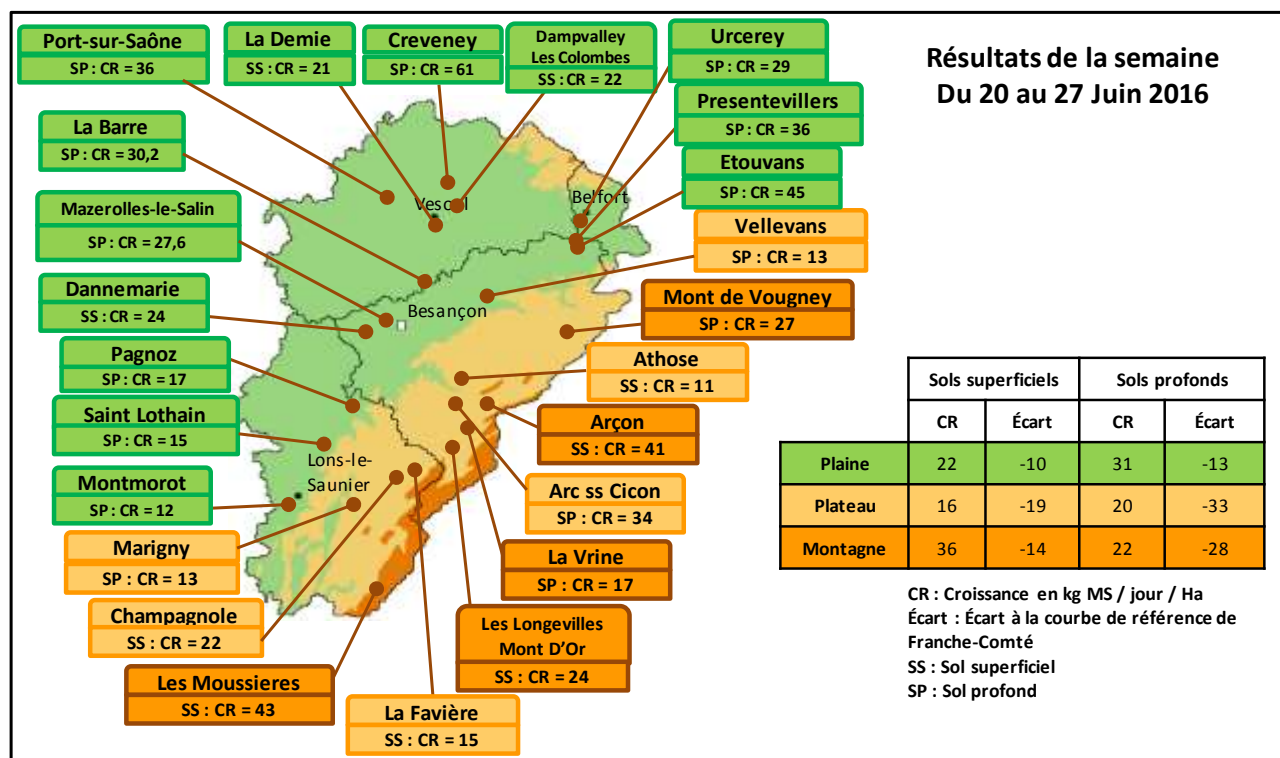 Résultats de la semaine
Du 20 au 27 Juin 2016
Port-sur-Saône
SP : CR = 36
La Demie
SS : CR = 21
Creveney
SP : CR = 61
Dampvalley
Les Colombes
SS : CR = 22
Urcerey
SP : CR = 29
Presentevillers
SP : CR = 36
Etouvans
SP : CR = 45
La Barre
SP : CR = 30,2
Mazerolles-le-Salin
SP : CR = 27,6
Dannemarie
SS : CR = 24
Pagnoz
SP : CR = 17
Saint Lothain
SP : CR = 15
Montmorot
SP : CR = 12
Marigny
SP : CR = 13
Champagnole
SS : CR = 22
Les Moussieres
SS : CR = 43
La Favière
SS : CR = 15
Les Longevilles
Mont D'Or
SS : CR = 24
La Vrine
SP : CR = 17
Arc ss Cicon
SP : CR = 34
Arçon
SS : CR = 41
Athose
SS : CR = 11
Mont de Vougney
SP : CR = 27
Vellevans
SP : CR = 13
Vesoul
Belfort
Besançon
Lons-le-
Saunier
Sols superficiels Sols profonds
CR Écart CR Écart
Plaine 22 -10 31 -13
Plateau 16 -19 20 -33
Montagne 36 -14 22 -28
CR : Croissance en kg MS / jour / Ha
Écart : Écart à la courbe de référence de
Franche-Comté
SS : Sol superficiel
SP : Sol profond